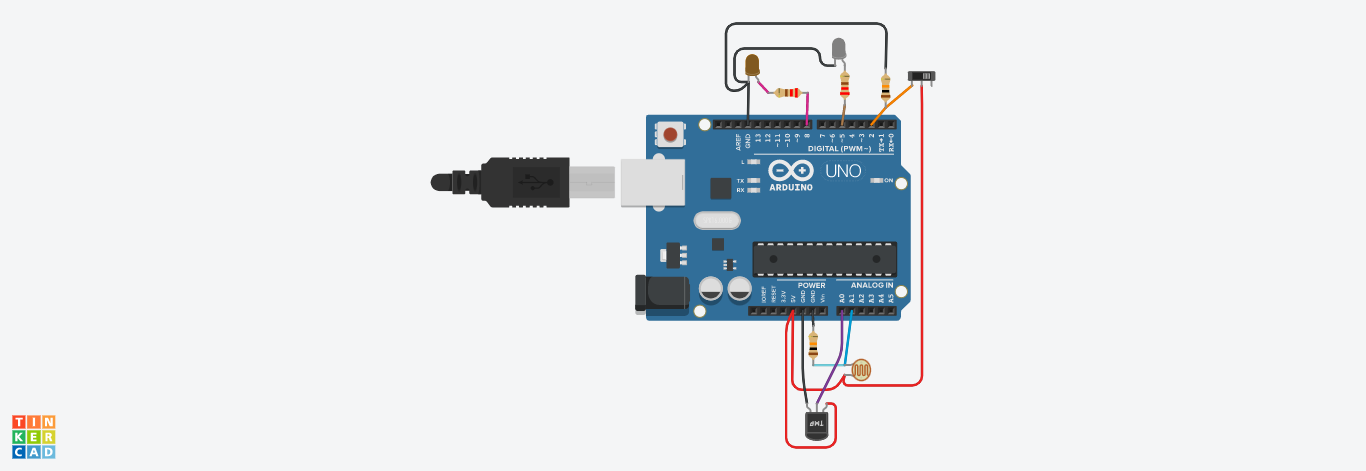 AREF
GND
13
12
~11
~10
~9
8
7
~6
~5
4
~3
2
TX→1
RX←0
DIGITAL (PWM~)
L
TX
RX
UNO
ARDUINO
ON
POWER
ANALOG IN
IOREF
RESET
3.3V
5V
GND
GND
Vin
A0
A1
A2
A3
A4
A5
TMP
TIN
KER
CAD